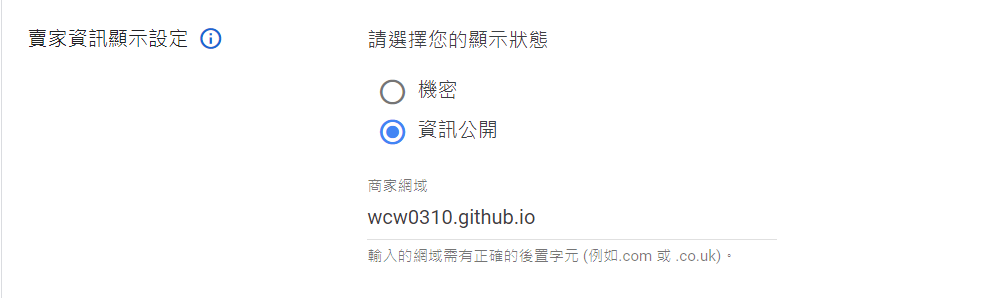 賣家資訊顯示設定
請選擇您的顯示狀態
機密
資訊公開
商家網域
wcw0310.github.io
輸入的網域需有正確的後置字元 (例如.com 或 .co.uk)。